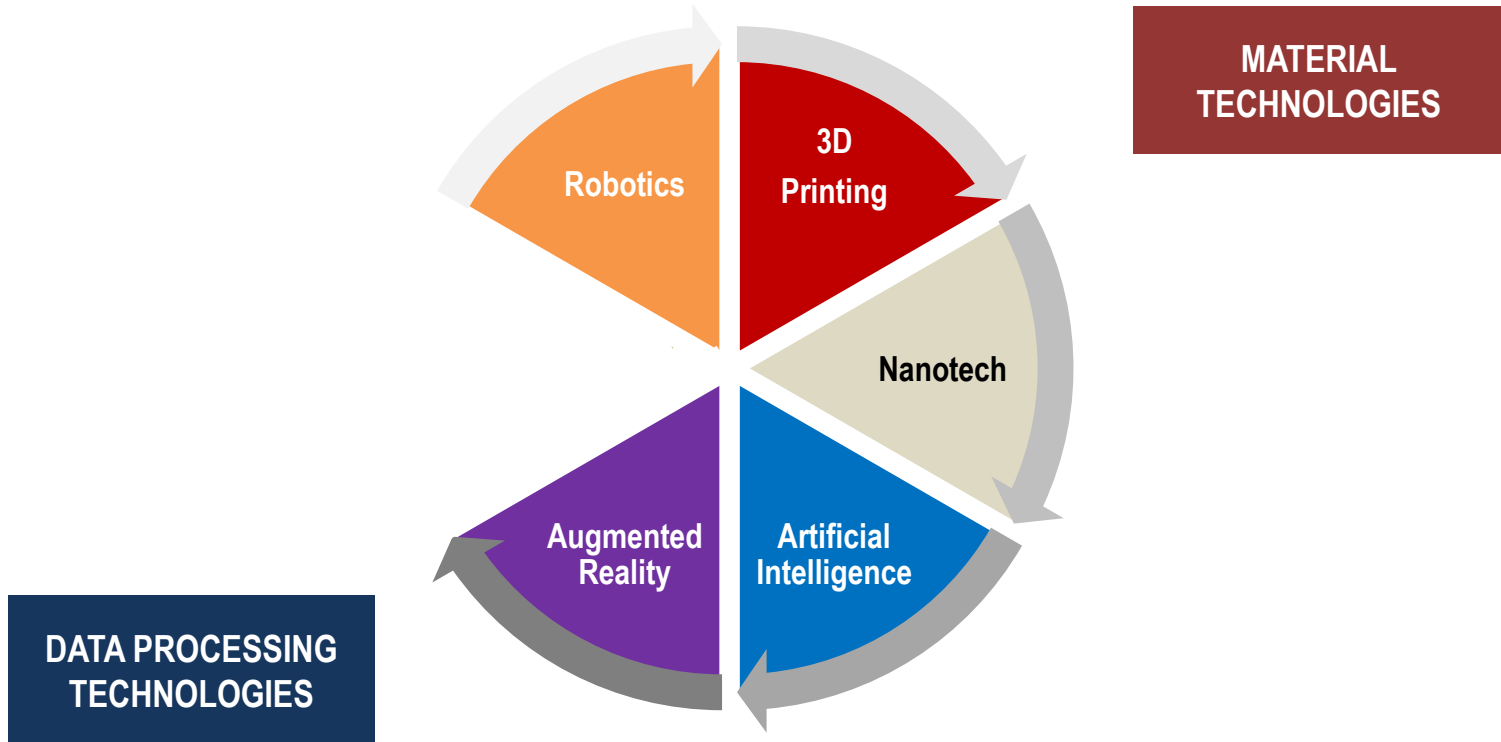 MATERIAL
TECHNOLOGIES
3D
Printing
Robotics
Nanotech
Augmented
Reality
Artificial
Intelligence
DATA PROCESSING
TECHNOLOGIES